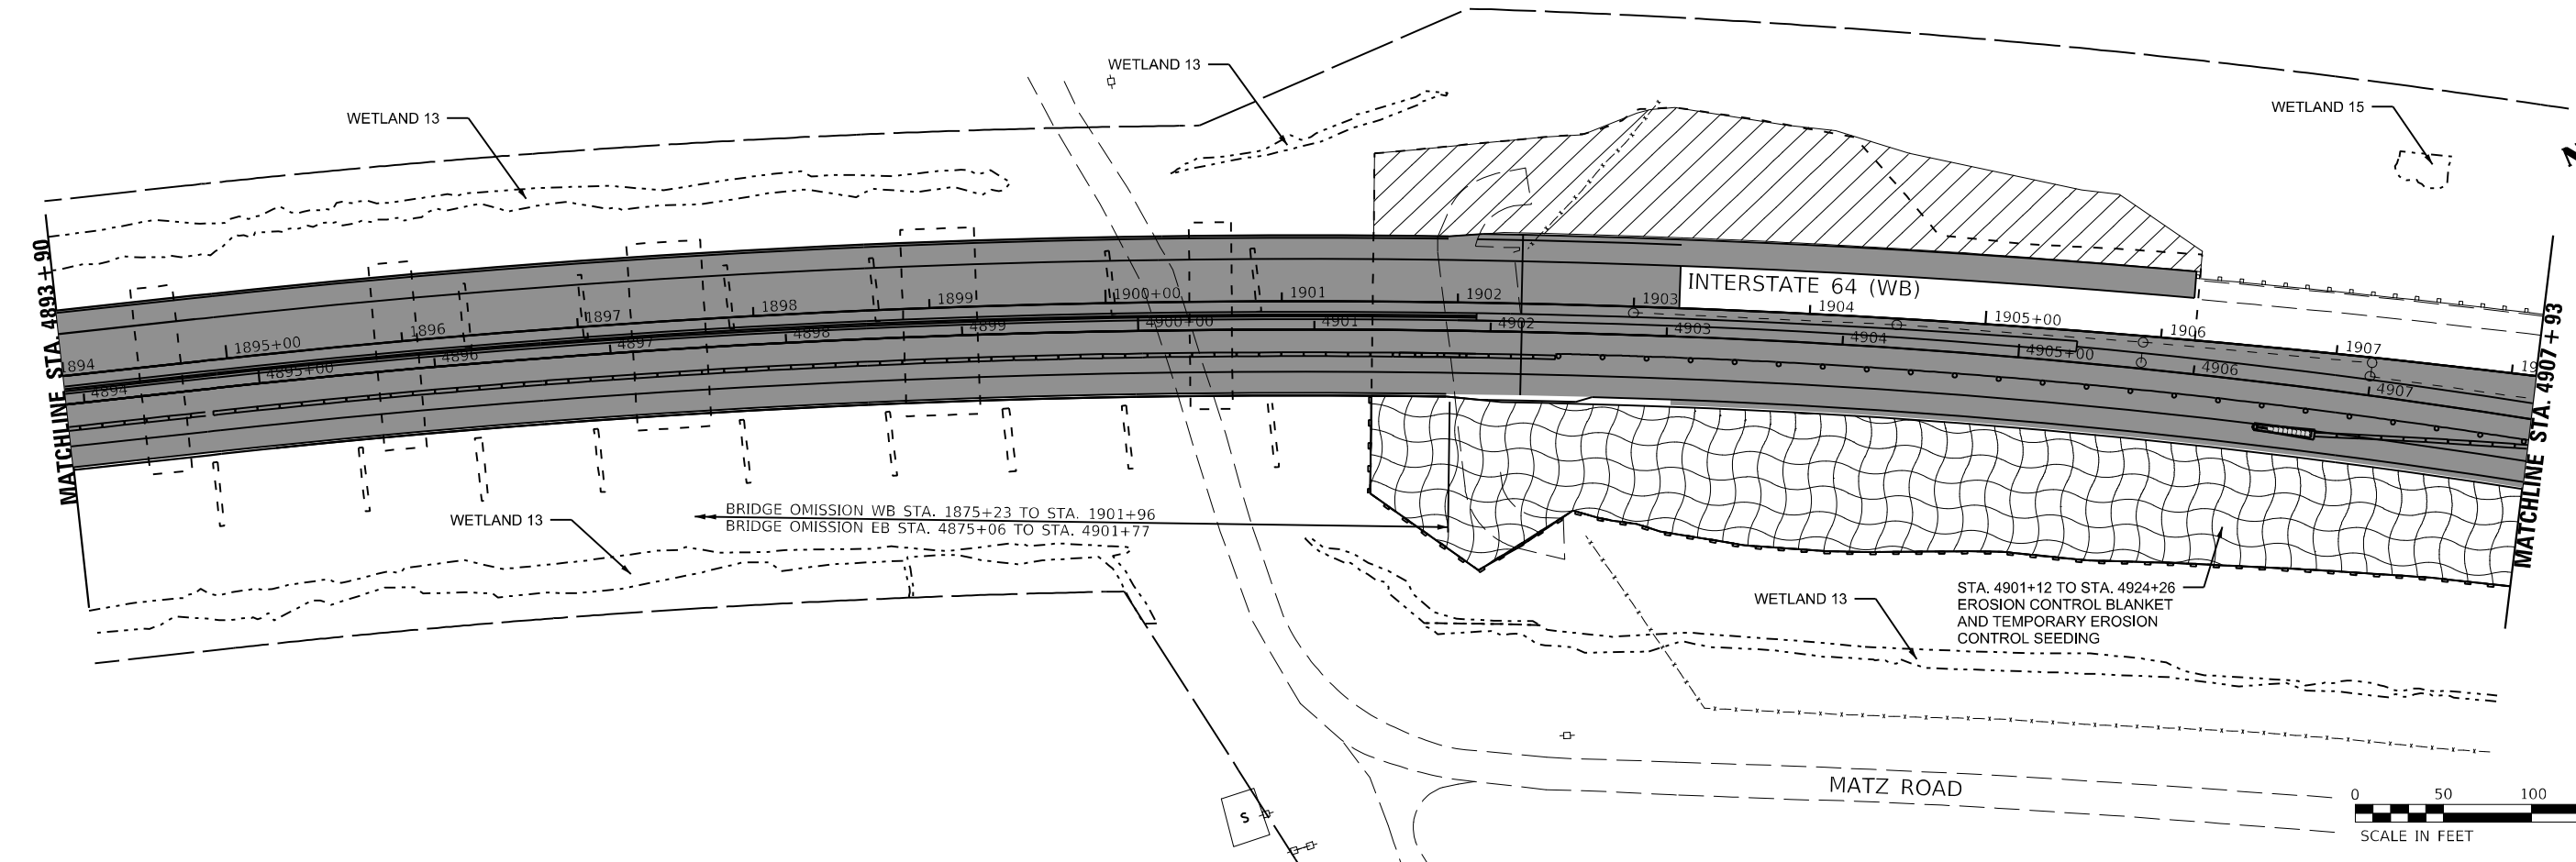 WETLAND 13
WETLAND 13
WETLAND 15
MATCHLINE STA. 4893+90
INTERSTATE 64 (WB)
1894
1895+00
1896
1897
1898
1899
1900+00
1901
1902
1903
1904
1905+00
1906
1907
4894
4895+00
4896
4897
4898
4899
4900+00
4901
4902
4903
4904
4905+00
4906
4907
MATCHLINE STA. 4907+93
BRIDGE OMISSION WB STA. 1875+23 TO STA. 1901+96
BRIDGE OMISSION EB STA. 4875+06 TO STA. 4901+77
WETLAND 13
WETLAND 13
STA. 4901+12 TO STA. 4924+26
EROSION CONTROL BLANKET
AND TEMPORARY EROSION
CONTROL SEEDING
MATZ ROAD
S
0 50 100
SCALE IN FEET